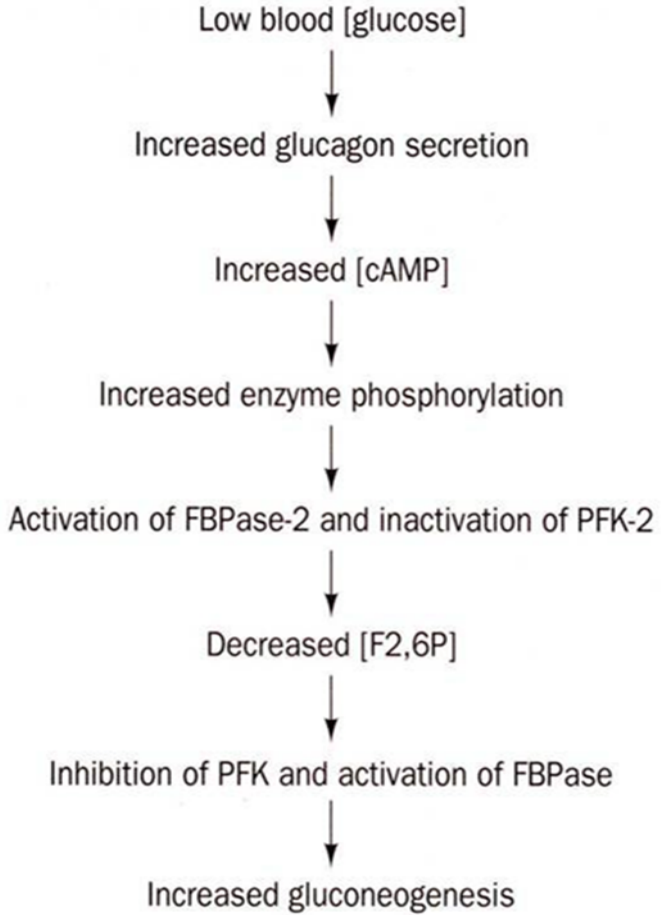 Low blood [glucose]
Increased glucagon secretion
Increased [cAMP]
Increased enzyme phosphorylation
Activation of FBPase-2 and inactivation of PFK-2
Decreased [F2,6P]
Inhibition of PFK and activation of FBPase
Increased gluconeogenesis